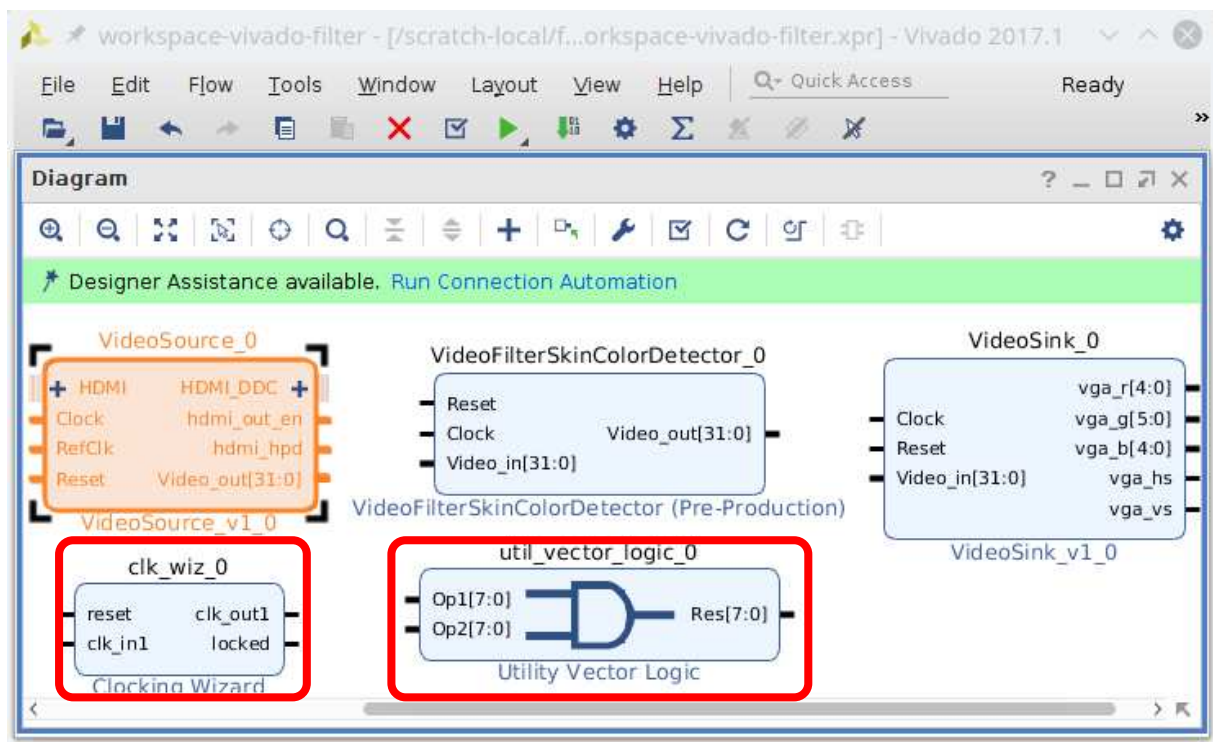 workspace-vivado-filter - [/scratch-local/f...orkspace-vivado-filter.xpr] - Vivado 2017.1
File Edit Flow Tools Window Layout View Help Quick Access Ready
Diagram
Designer Assistance available. Run Connection Automation
VideoSource_0
HDMI HDMI_DDC
Clock hdmi_out_en
RefClk hdmi_hpd
Reset Video_out[31:0]
VideoSource_v1_0
VideoFilterSkinColorDetector_0
Reset
Clock Video_out[31:0]
Video_in[31:0]
VideoFilterSkinColorDetector (Pre-Production)
VideoSink_0
vga_r[4:0]
Clock vga_g[5:0]
Reset vga_b[4:0]
Video_in[31:0] vga_hs
vga_vs
VideoSink_v1_0
clk_wiz_0
reset clk_out1
clk_in1 locked
Clocking Wizard
util_vector_logic_0
Op1[7:0] Res[7:0]
Op2[7:0]
Utility Vector Logic